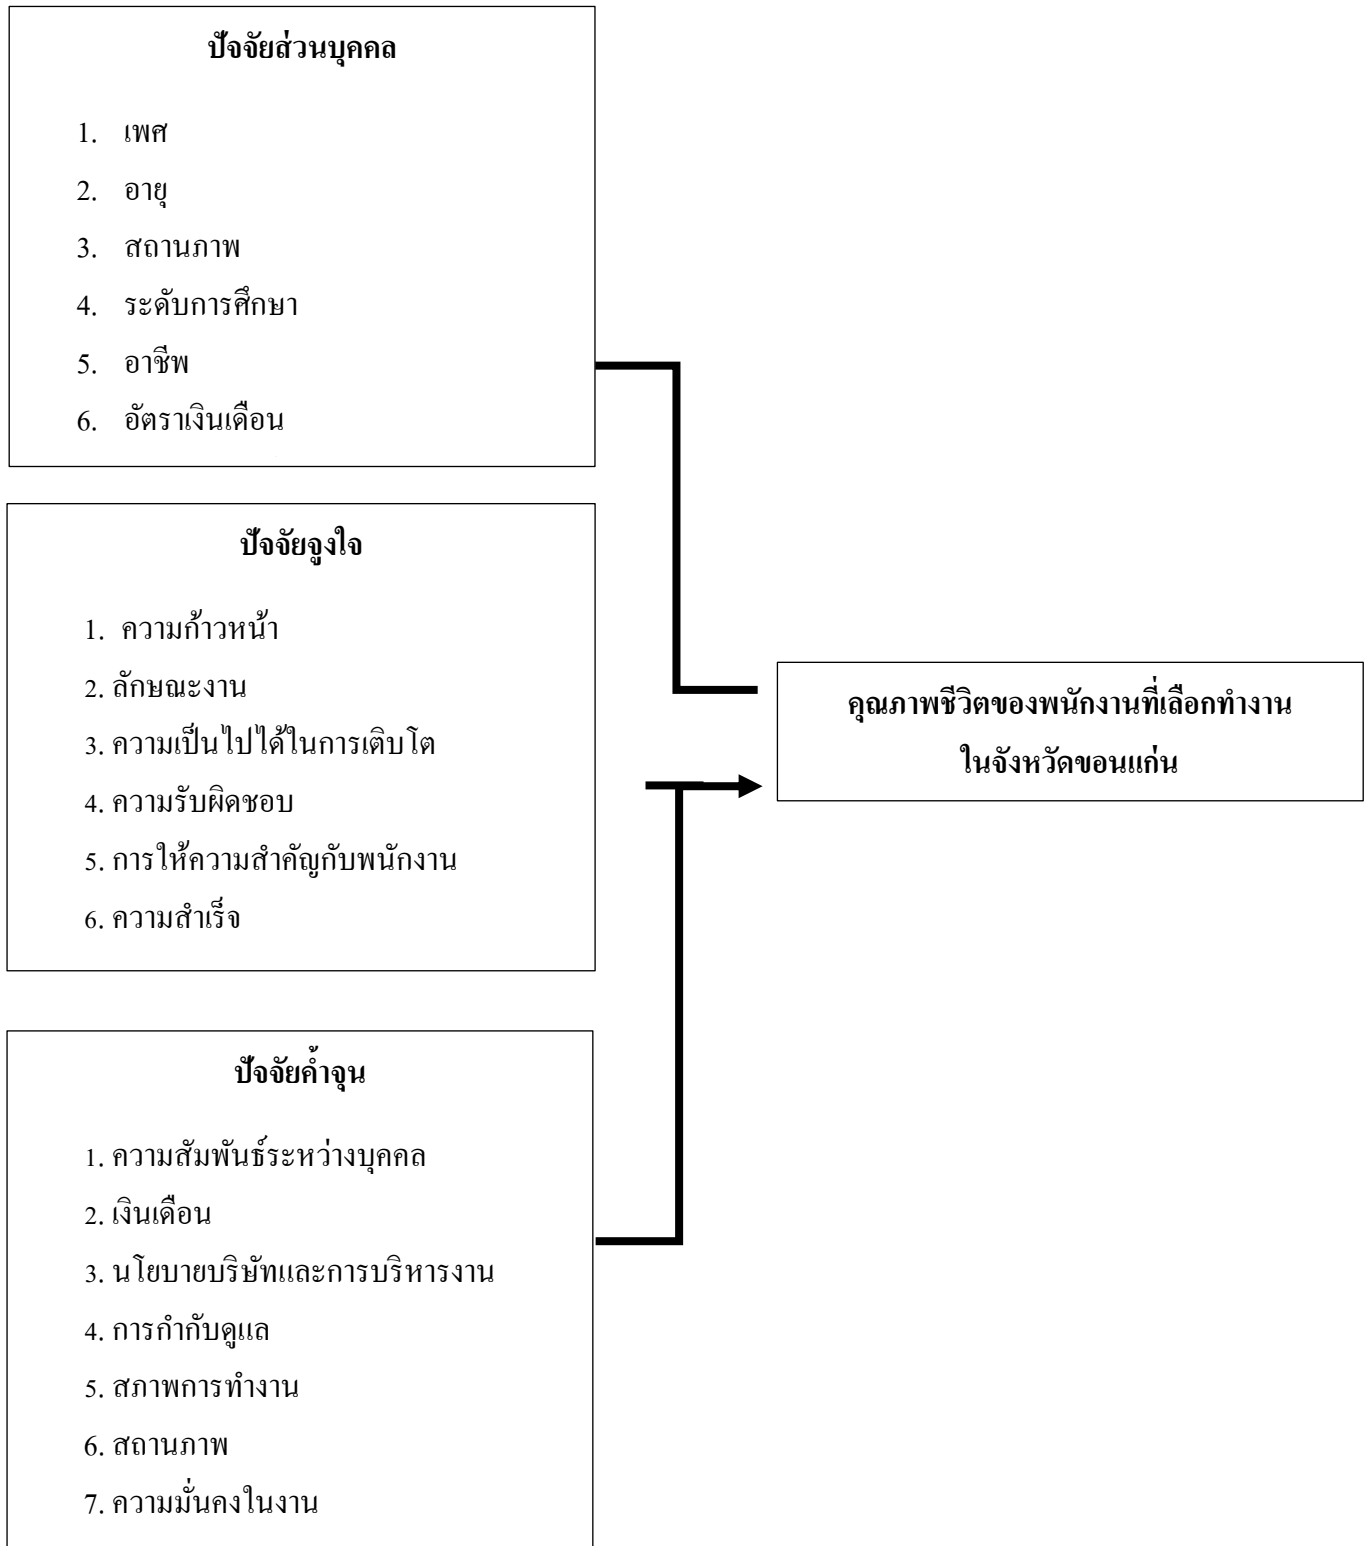 ปัจจัยส่วนบุคคล
1. เพศ
2. อายุ
3. สถานภาพ
4. ระดับการศึกษา
5. อาชีพ
6. อัตราเงินเดือน
ปัจจัยจูงใจ
1. ความก้าวหน้า
2. ลักษณะงาน
3. ความเป็นไปได้ในการเติบโต
4. ความรับผิดชอบ
5. การให้ความสำคัญกับพนักงาน
6. ความสำเร็จ
คุณภาพชีวิตของพนักงานที่เลือกทำงาน
ในจังหวัดขอนแก่น
ปัจจัยค้ำจุน
1. ความสัมพันธ์ระหว่างบุคคล
2. เงินเดือน
3. นโยบายบริษัทและการบริหารงาน
4. การกำกับดูแล
5. สภาพการทำงาน
6. สถานภาพ
7. ความมั่นคงในงาน